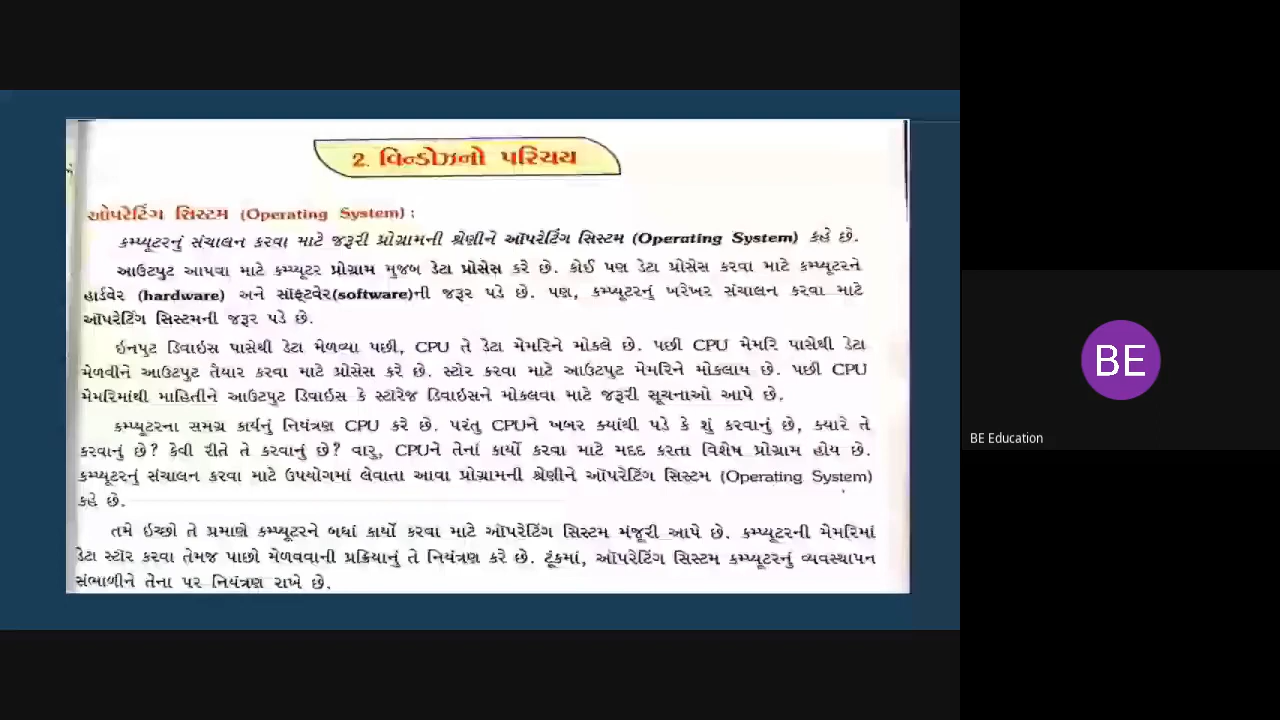 2. વિન્ડોઝનો પરિચય
ઓપરેટિંગ સિસ્ટમ (Operating System) :
કમ્પ્યૂટરનું સંચાલન કરવા માટે જરૂરી પ્રોગ્રામની શ્રેણીને ઑપરેટિંગ સિસ્ટમ (Operating System) કહે છે.
આઉટપુટ આપવા માટે કમ્પ્યૂટર પ્રોગ્રામ મુજબ ડેટા પ્રોસેસ કરે છે. કોઈ પણ ડેટા પ્રોસેસ કરવા માટે કમ્પ્યૂટરને
હાર્ડવેર (hardware) અને સૉફ્ટવેર(software)ની જરૂર પડે છે. પણ, કમ્પ્યૂટરનું ખરેખર સંચાલન કરવા માટે
ઑપરેટિંગ સિસ્ટમની જરૂર પડે છે.
ઇનપુટ ડિવાઇસ પાસેથી ડેટા મેળવ્યા પછી, CPU તે ડેટા મેમરિને મોકલે છે. પછી CPU મેમરિ પાસેથી ડેટા
મેળવીને આઉટપુટ તૈયાર કરવા માટે પ્રોસેસ કરે છે. સ્ટોર કરવા માટે આઉટપુટ મેમરિને મોકલાય છે. પછી CPU
મેમરિમાંથી માહિતીને આઉટપુટ ડિવાઇસ કે સ્ટૉરેજ ડિવાઇસને મોકલવા માટે જરૂરી સૂચનાઓ આપે છે.
કમ્પ્યૂટરના સમગ્ર કાર્યનું નિયંત્રણ CPU કરે છે. પરંતુ CPUને ખબર ક્યાંથી પડે કે શું કરવાનું છે, ક્યારે તે
કરવાનું છે? કેવી રીતે તે કરવાનું છે? વારુ, CPUને તેનાં કાર્યો કરવા માટે મદદ કરતા વિશેષ પ્રોગ્રામ હોય છે.
કમ્પ્યૂટરનું સંચાલન કરવા માટે ઉપયોગમાં લેવાતા આવા પ્રોગ્રામની શ્રેણીને ઑપરેટિંગ સિસ્ટમ (Operating System)
કહે છે.
તમે ઇચ્છો તે પ્રમાણે કમ્પ્યૂટરને બધાં કાર્યો કરવા માટે ઑપરેટિંગ સિસ્ટમ મંજૂરી આપે છે. કમ્પ્યૂટરની મેમરિમાં
ડેટા સ્ટૉર કરવા તેમજ પાછો મેળવવાની પ્રક્રિયાનું તે નિયંત્રણ કરે છે. ટૂંકમાં, ઑપરેટિંગ સિસ્ટમ કમ્પ્યૂટરનું વ્યવસ્થાપન
સંભાળીને તેના પર નિયંત્રણ રાખે છે.
BE
BE Education